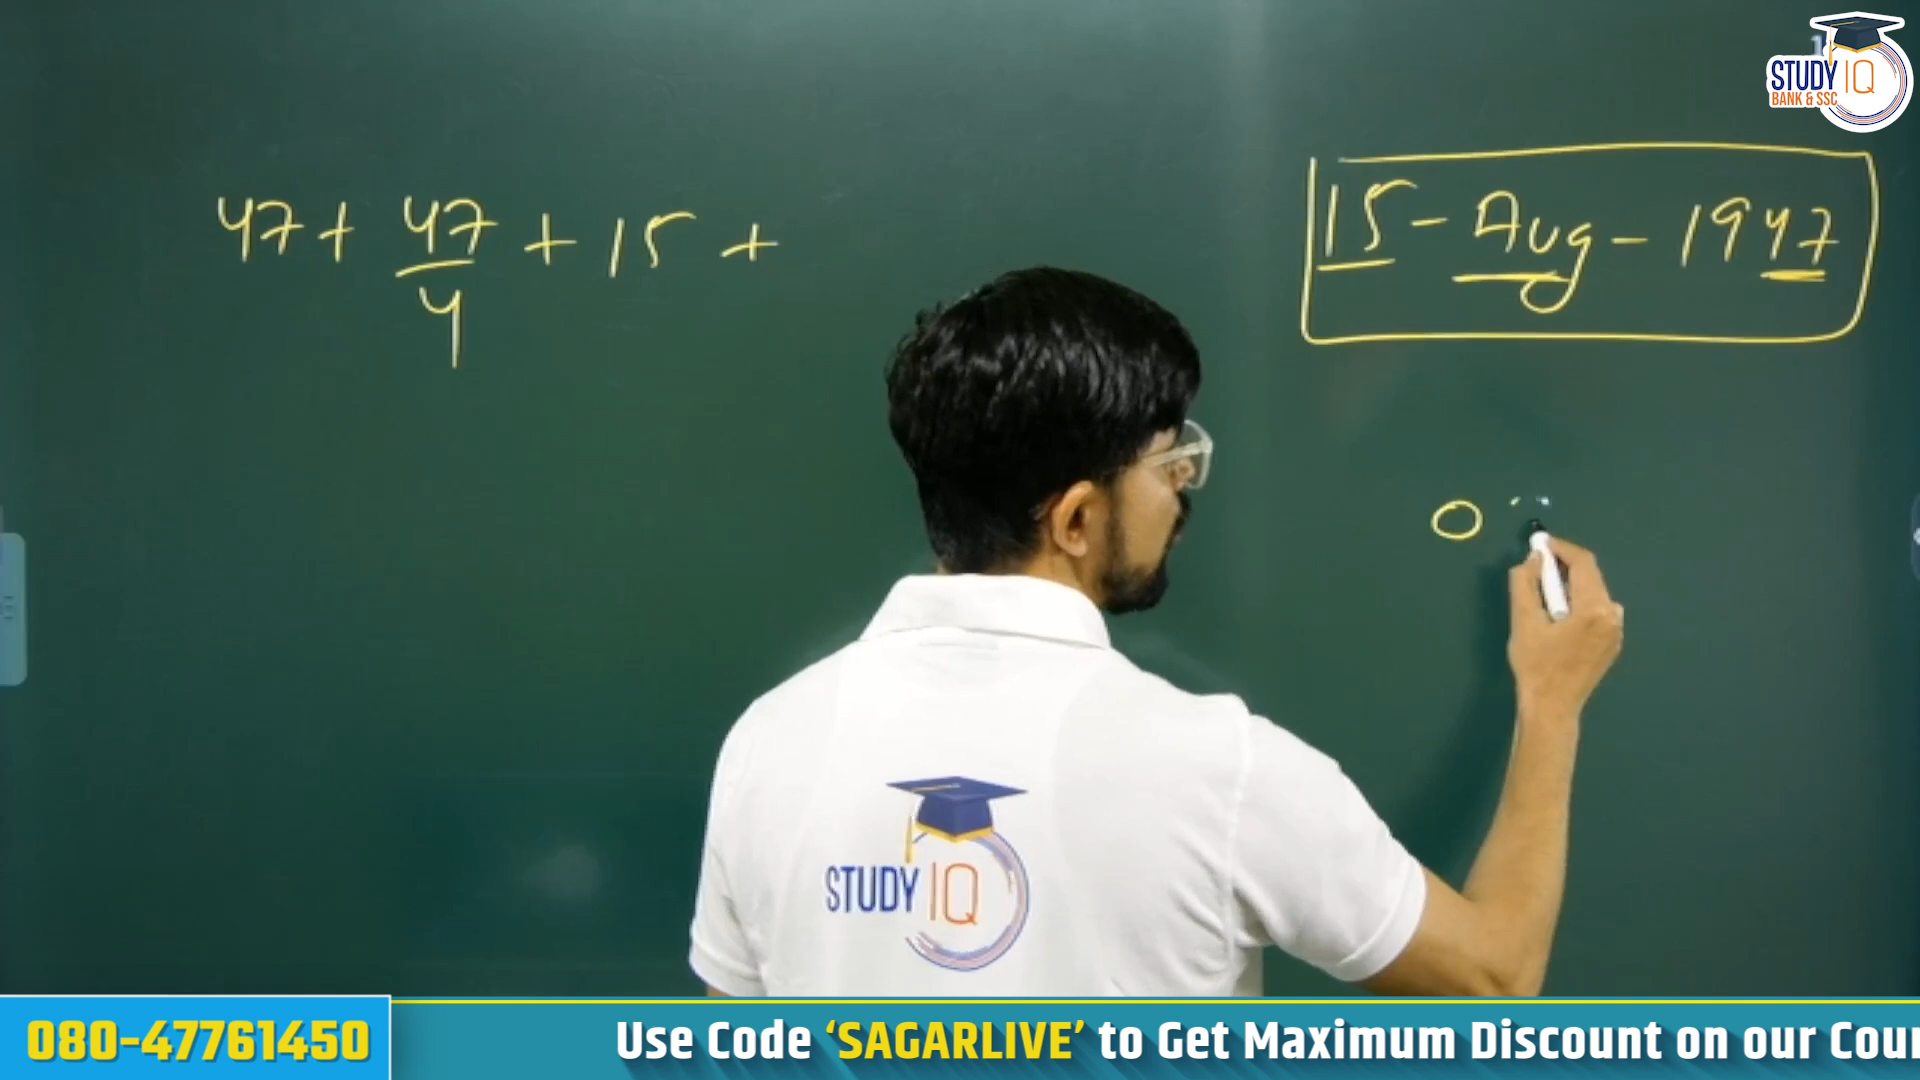 STUDY IQ
BANK & SSC
47 + 47/4 + 15 +
15 - Aug - 1947
0
STUDY IQ
080-47761450
Use Code ‘SAGARLIVE’ to Get Maximum Discount on our Cour